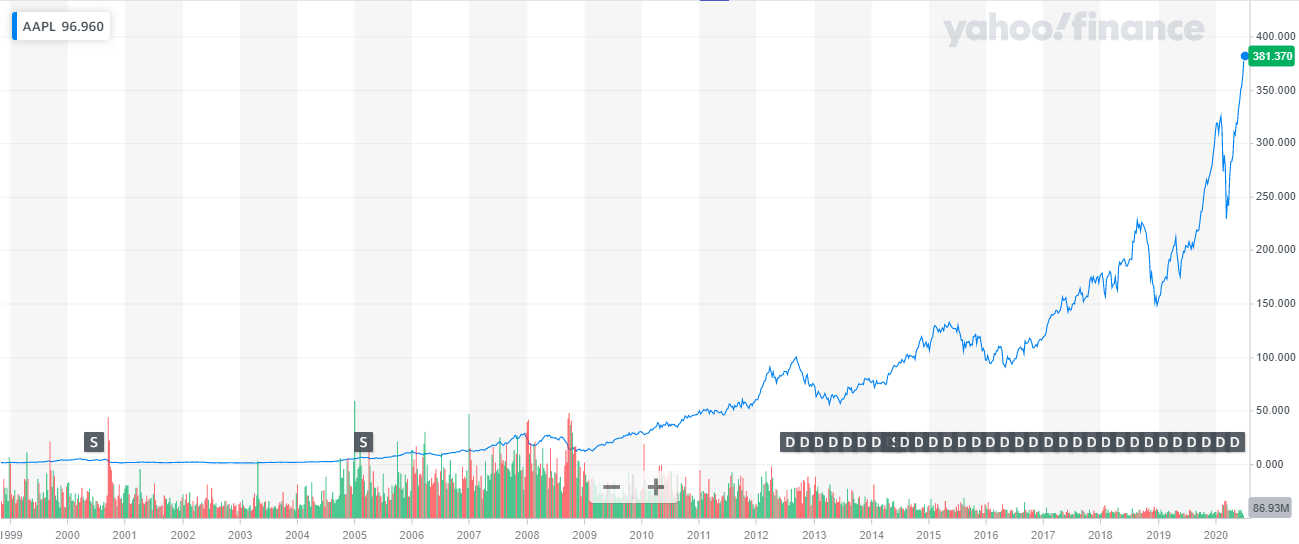 AAPL 96.960
yahoo!finance
400.000
381.370
350.000
300.000
250.000
200.000
150.000
100.000
50.000
S
S
D D D D D D D S D D D D D D D D D D D D D D D D D D D D D D D D
0.000
− +
86.93M
1999 2000 2001 2002 2003 2004 2005 2006 2007 2008 2009 2010 2011 2012 2013 2014 2015 2016 2017 2018 2019 2020